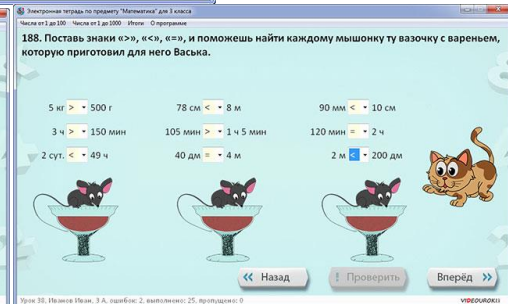 Электронная тетрадь по предмету "Математика" для 3 класса
Числа от 1 до 100 Числа от 1 до 1000 Итоги О программе
188. Поставь знаки «>», «<», «=», и поможешь найти каждому мышонку ту вазочку с вареньем,
которую приготовил для него Васька.
5 кг > 500 г 78 см < 8 м 90 мм < 10 см
3 ч > 150 мин 105 мин > 1 ч 5 мин 120 мин = 2 ч
2 сут. < 49 ч 40 дм = 4 м 2 м < 200 дм
Назад ! Проверить Вперёд
Урок 38, Иванов Иван, 3 А, ошибок: 2, выполнено: 25, пропущено: 0
VIDEOUROKI